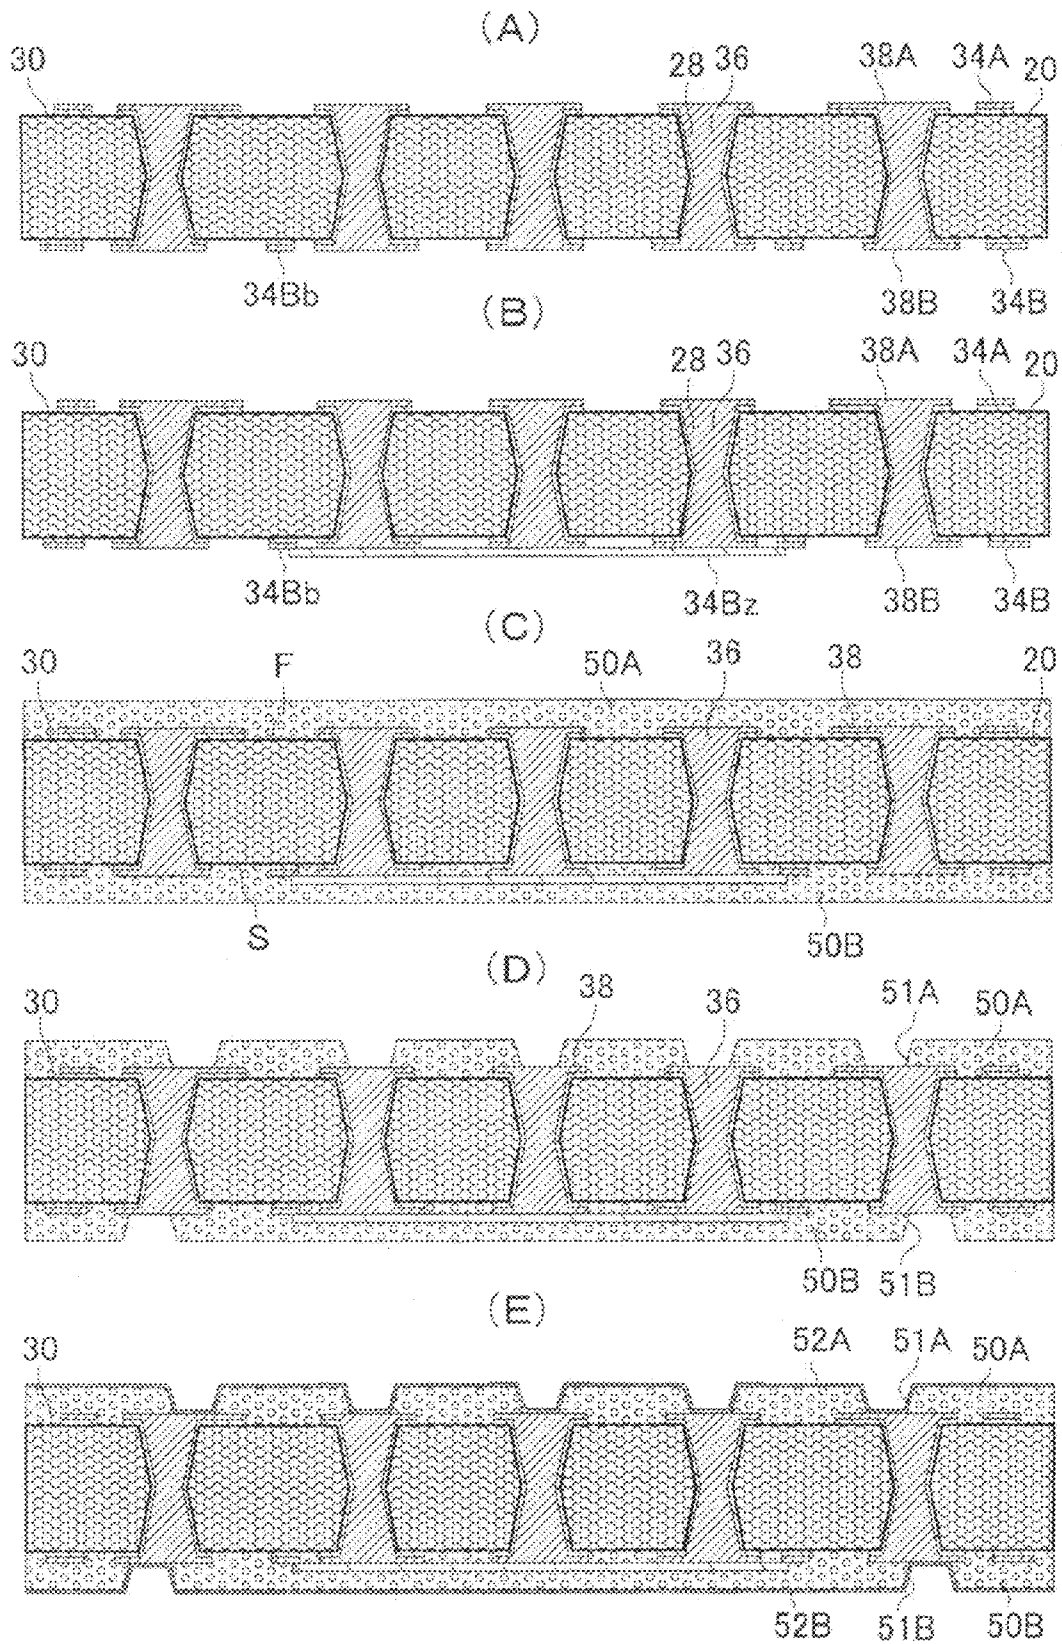 (A)
30 28 36 38A 34A 20
34Bb 38B 34B
(B)
30 28 36 38A 34A 20
34Bb 34Bz 38B 34B
(C)
30 F 50A 36 38 20
S 50B
(D)
30 38 36 51A 50A
50B 51B
(E)
30 52A 51A 50A
52B 51B 50B